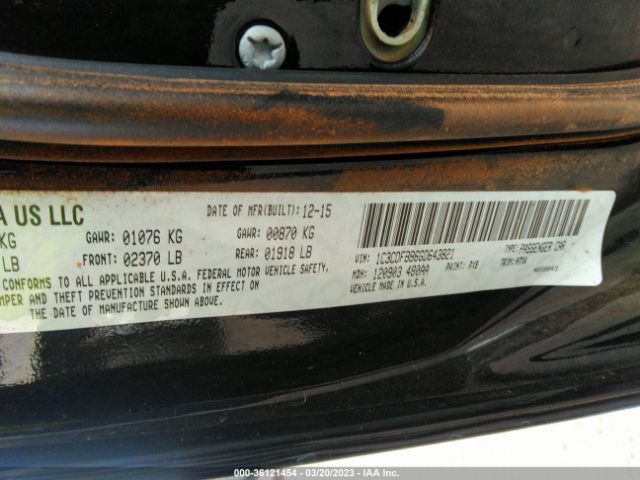 A US LLC
DATE OF MFR(BUILT): 12-15
KG GAWR: 01076 KG GAWR: 00870 KG
LB FRONT: 02370 LB REAR: 01918 LB
CONFORMS TO ALL APPLICABLE U.S.A. FEDERAL MOTOR VEHICLE SAFETY,
MPER AND THEFT PREVENTION STANDARDS IN EFFECT ON
THE DATE OF MANUFACTURE SHOWN ABOVE.
VIN: 1C3CDFBB6GD643821 TYPE: PASSENGER CAR
MDH: 120903 480AA PAINT: PX8 TRIM:
VEHICLE MADE IN U.S.A.
000-36121454 - 03/20/2023 - IAA Inc.